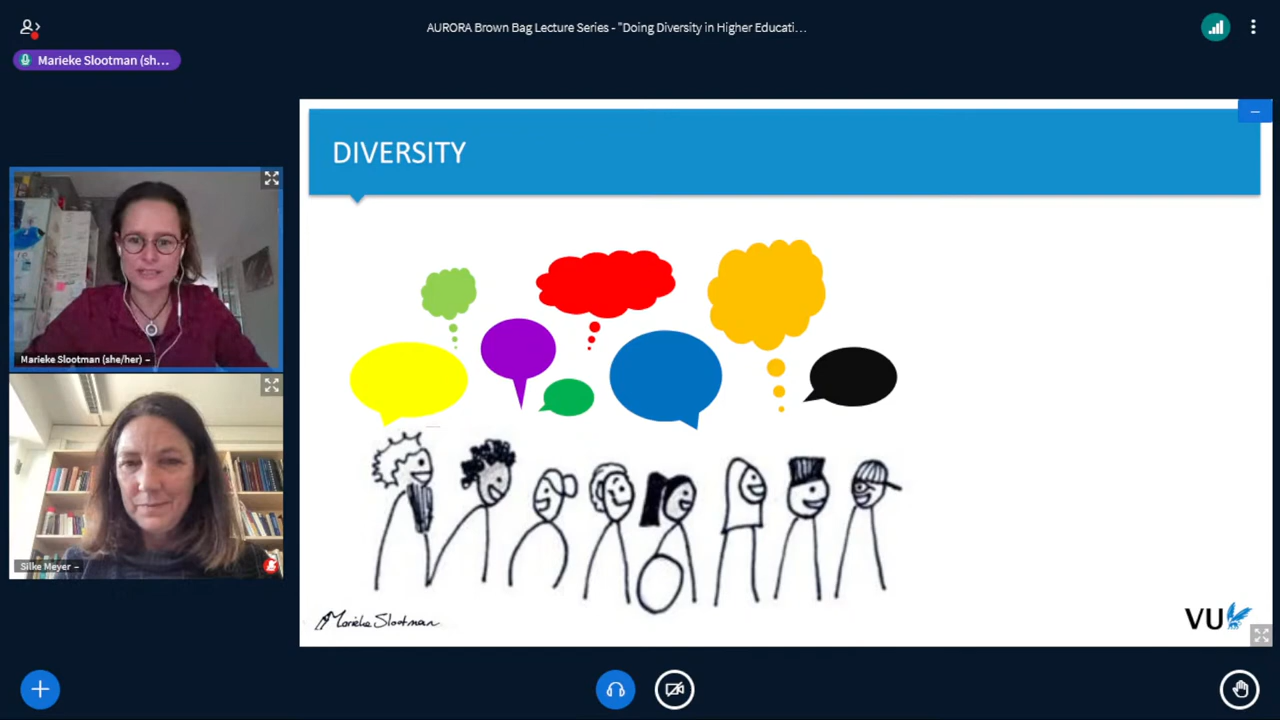 AURORA Brown Bag Lecture Series - "Doing Diversity in Higher Educati…
Marieke Slootman (sh…
DIVERSITY
Marieke Slootman (she/her) –
Silke Meyer –
Marieke Slootman
VU